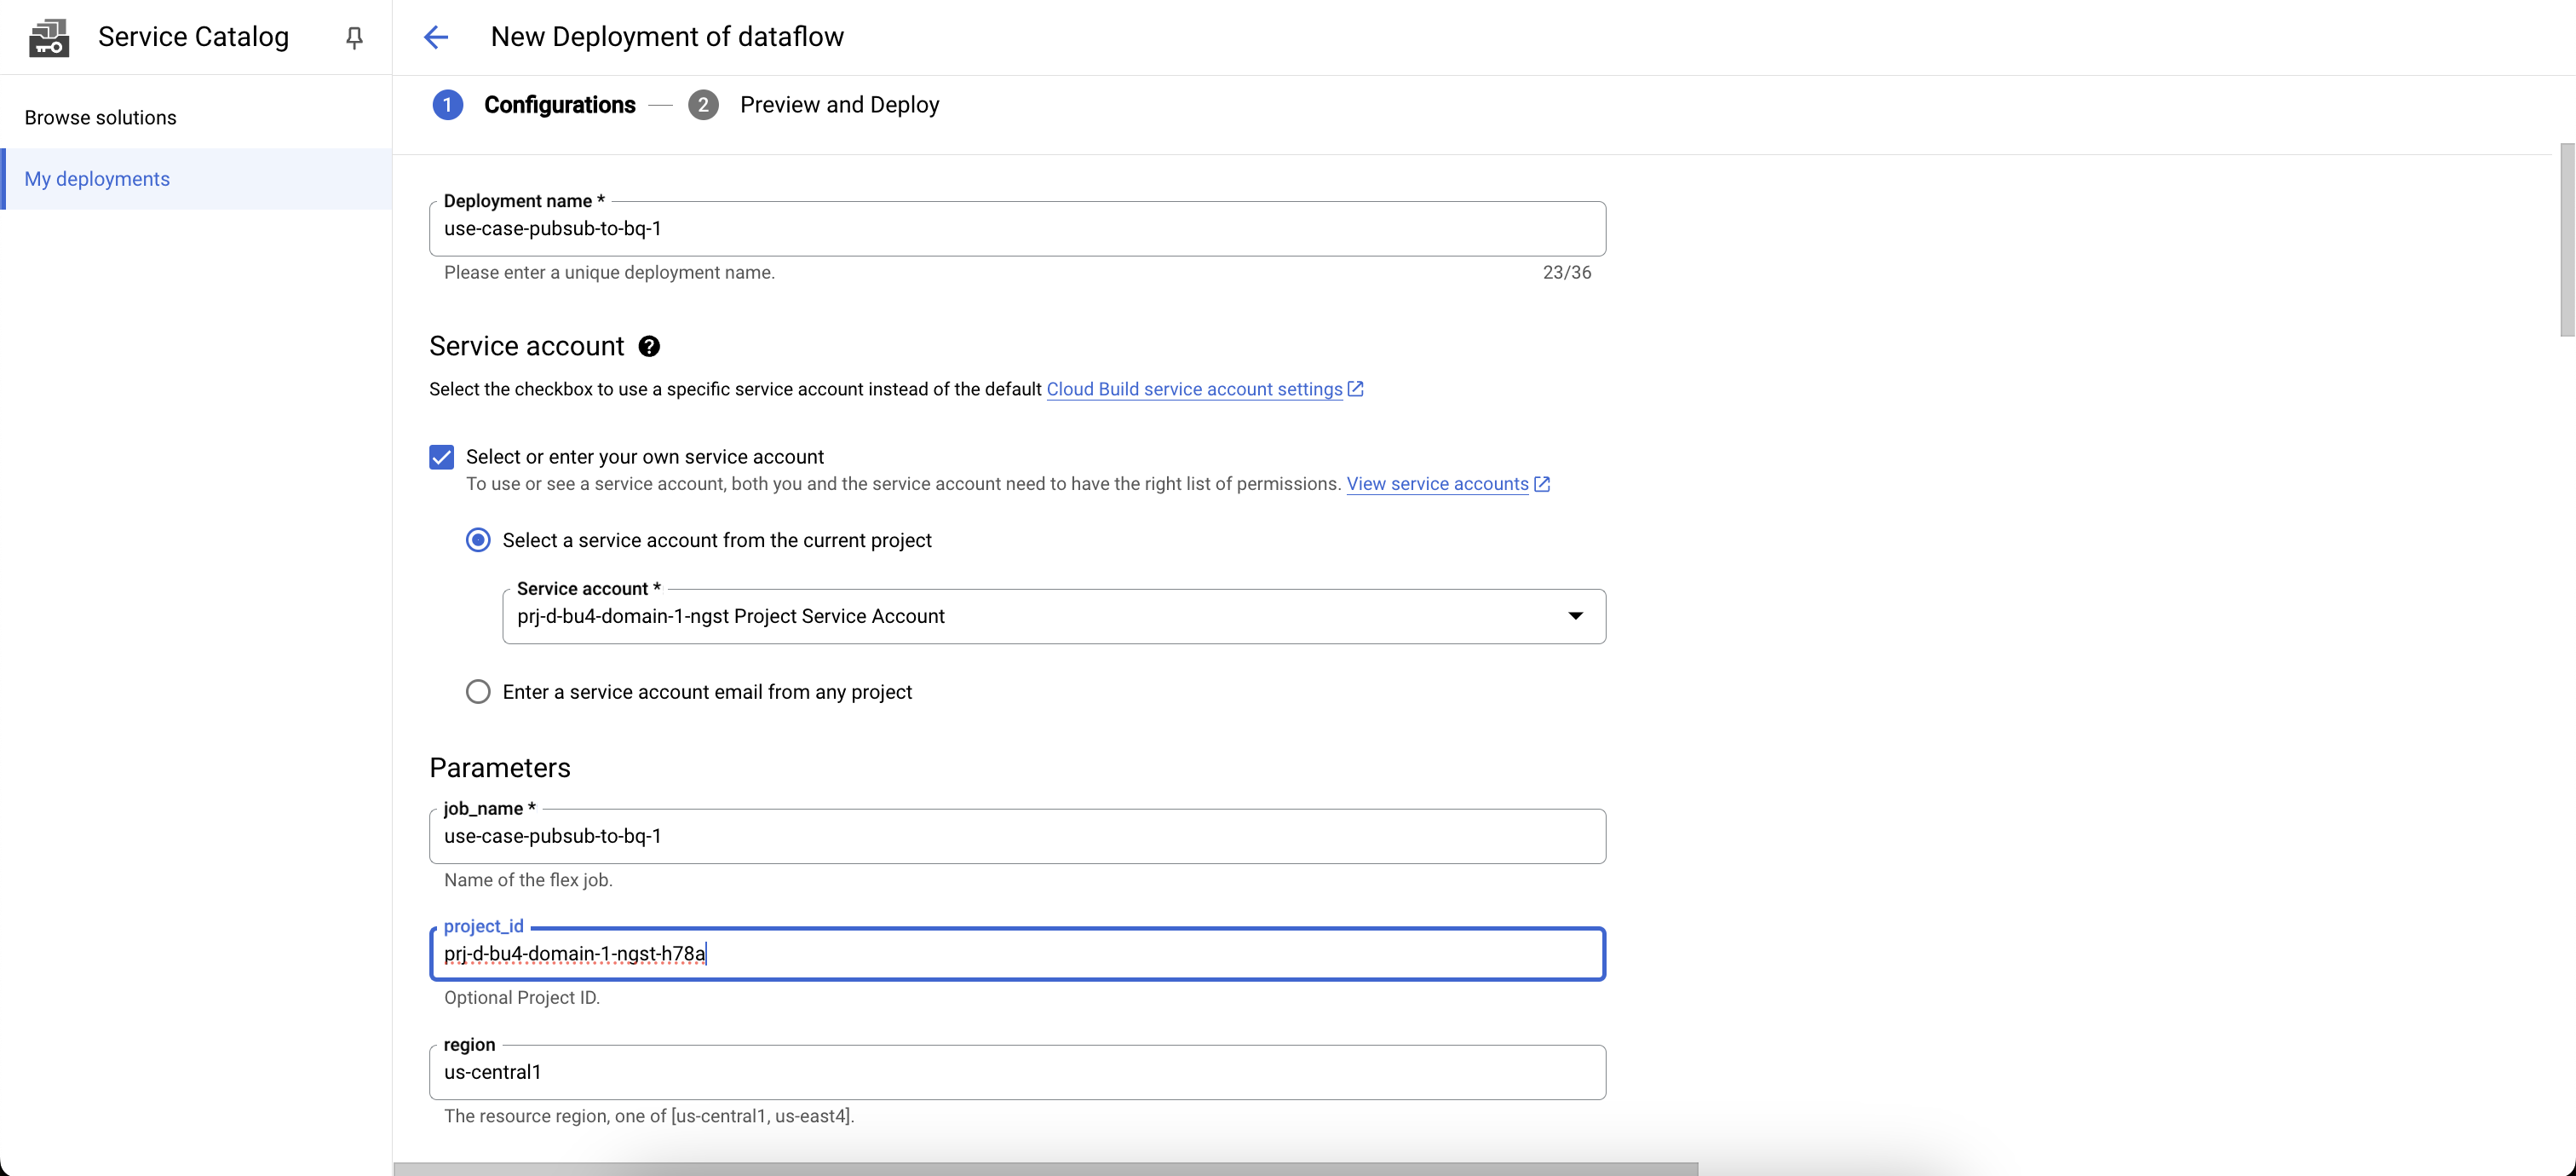 Service Catalog
New Deployment of dataflow
Browse solutions
My deployments
1 Configurations 2 Preview and Deploy
Deployment name *
use-case-pubsub-to-bq-1
Please enter a unique deployment name. 23/36
Service account
Select the checkbox to use a specific service account instead of the default Cloud Build service account settings
Select or enter your own service account
To use or see a service account, both you and the service account need to have the right list of permissions. View service accounts
Select a service account from the current project
Service account *
prj-d-bu4-domain-1-ngst Project Service Account
Enter a service account email from any project
Parameters
job_name *
use-case-pubsub-to-bq-1
Name of the flex job.
project_id
prj-d-bu4-domain-1-ngst-h78a
Optional Project ID.
region
us-central1
The resource region, one of [us-central1, us-east4].